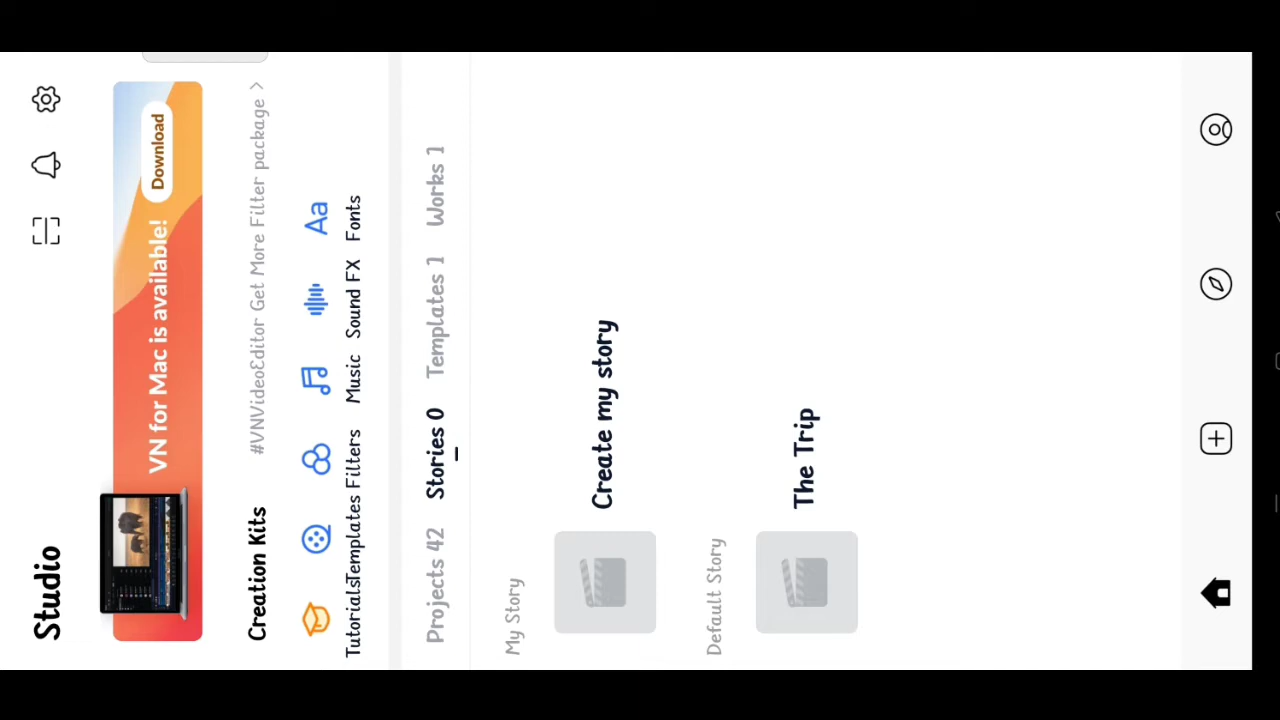 Studio
VN for Mac is available!
Download
Creation Kits
#VNVideoEditor Get More Filter package >
Tutorials Templates Filters Music Sound FX Fonts
Projects 42 Stories 0 Templates 1 Works 1
My Story
Create my story
Default Story
The Trip